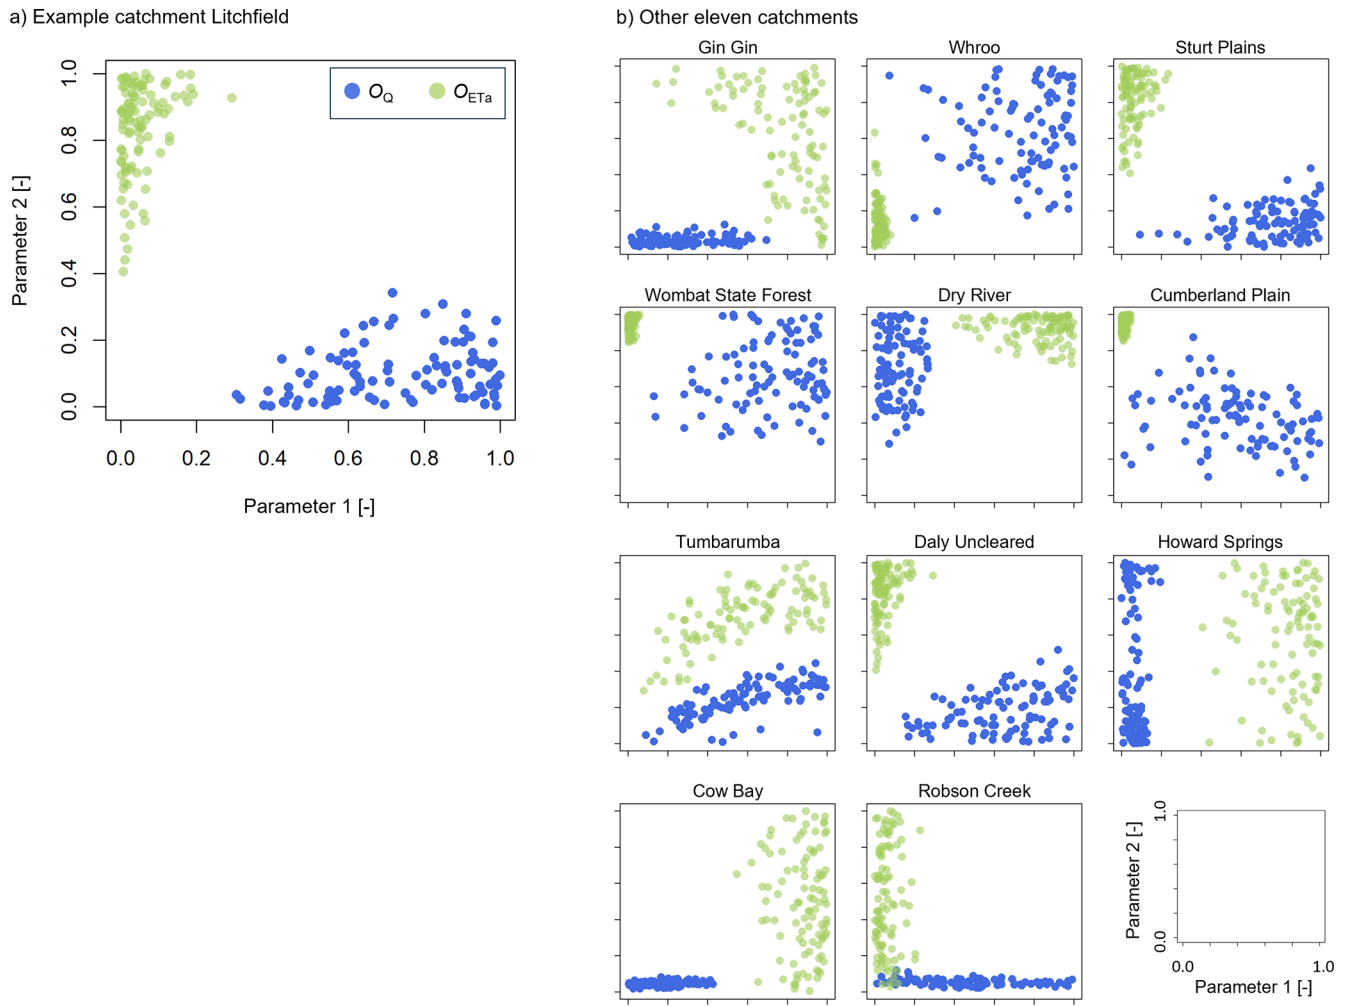 a) Example catchment Litchfield
b) Other eleven catchments
Parameter 2 [-]
1.0
0.8
0.6
0.4
0.2
0.0
O_Q O_ETa
0.0 0.2 0.4 0.6 0.8 1.0
Parameter 1 [-]
Gin Gin Whroo Sturt Plains
Wombat State Forest Dry River Cumberland Plain
Tumbarumba Daly Uncleared Howard Springs
Cow Bay Robson Creek
Parameter 2 [-]
1.0
0.0
0.0 1.0
Parameter 1 [-]